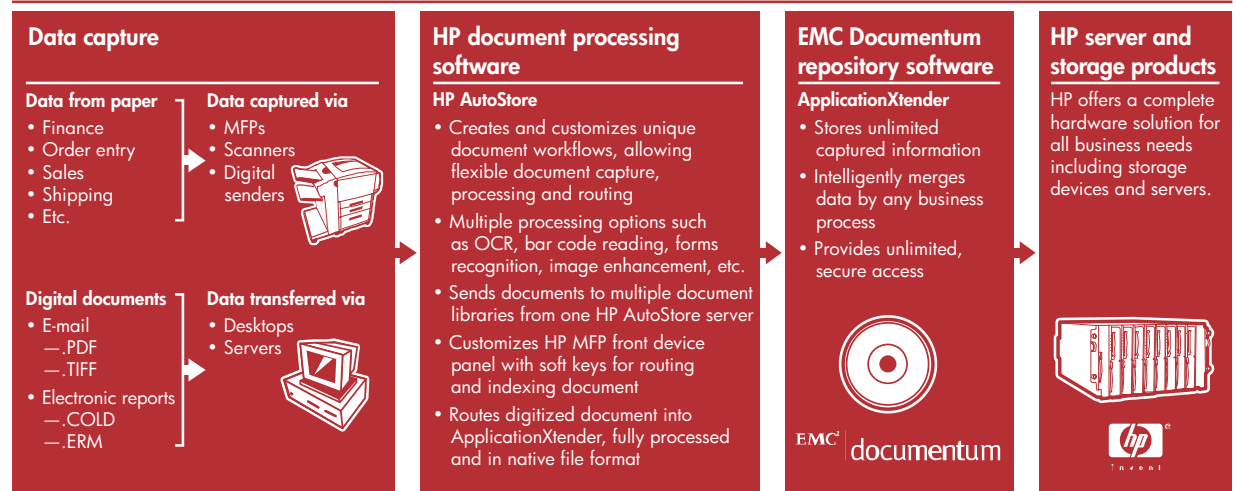 Data capture
Data from paper
• Finance
• Order entry
• Sales
• Shipping
• Etc.
Data captured via
• MFPs
• Scanners
• Digital
senders
Digital documents
• E-mail
—.PDF
—.TIFF
• Electronic reports
—.COLD
—.ERM
Data transferred via
• Desktops
• Servers
HP document processing
software
HP AutoStore
• Creates and customizes unique
document workflows, allowing
flexible document capture,
processing and routing
• Multiple processing options such
as OCR, bar code reading, forms
recognition, image enhancement, etc.
• Sends documents to multiple document
libraries from one HP AutoStore server
• Customizes HP MFP front device
panel with soft keys for routing
and indexing document
• Routes digitized document into
ApplicationXtender, fully processed
and in native file format
EMC Documentum
repository software
ApplicationXtender
• Stores unlimited
captured information
• Intelligently merges
data by any business
process
• Provides unlimited,
secure access
EMC² documentum
HP server and
storage products
HP offers a complete
hardware solution for
all business needs
including storage
devices and servers.
hp®
invent